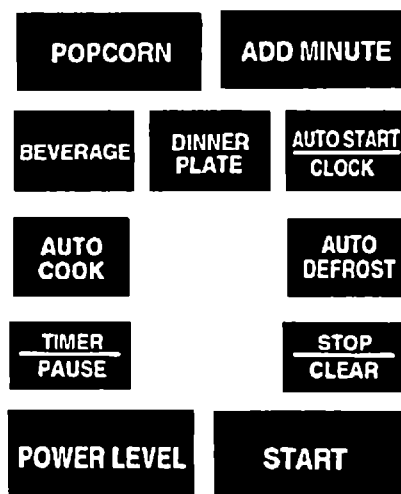 POPCORN
ADD MINUTE
BEVERAGE
DINNER
PLATE
AUTO START
CLOCK
AUTO
COOK
AUTO
DEFROST
TIMER
PAUSE
STOP
CLEAR
POWER LEVEL
START